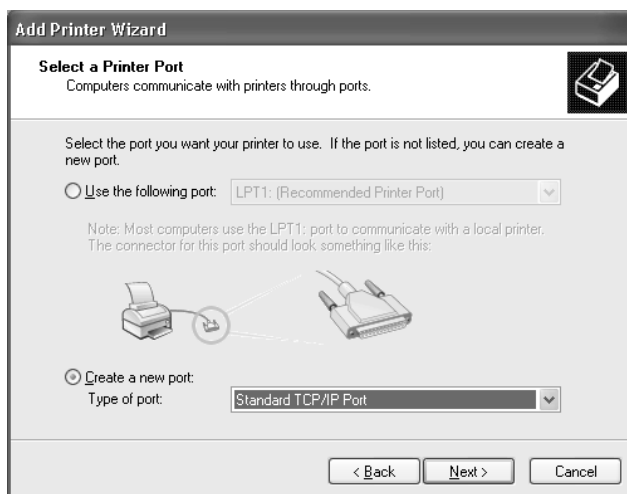 Add Printer Wizard
Select a Printer Port
Computers communicate with printers through ports.
Select the port you want your printer to use. If the port is not listed, you can create a
new port.
Use the following port: LPT1: (Recommended Printer Port)
Note: Most computers use the LPT1: port to communicate with a local printer.
The connector for this port should look something like this:
Create a new port:
Type of port: Standard TCP/IP Port
< Back Next > Cancel